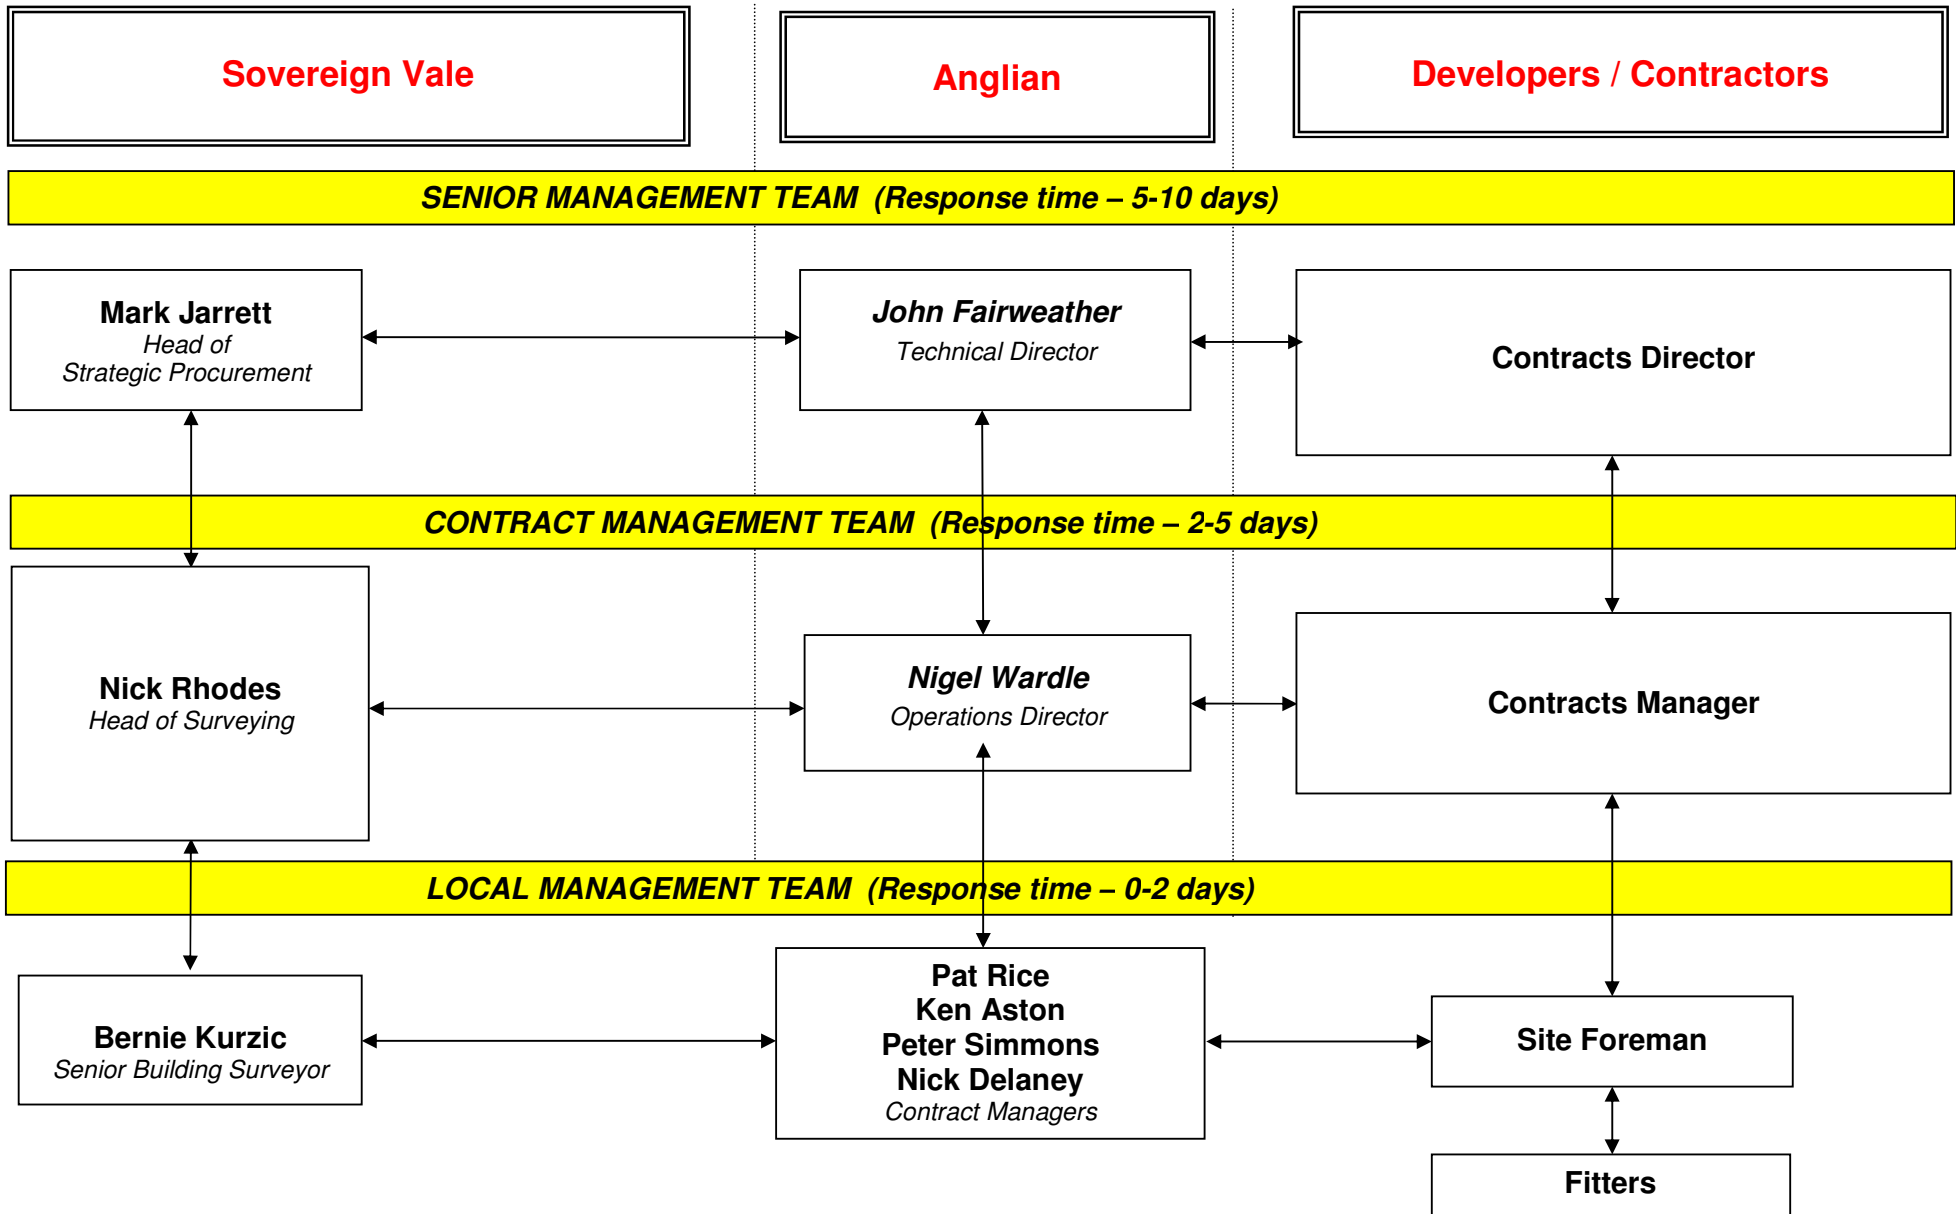 Sovereign Vale
Anglian
Developers / Contractors
SENIOR MANAGEMENT TEAM (Response time – 5-10 days)
Mark Jarrett
Head of
Strategic Procurement
John Fairweather
Technical Director
Contracts Director
CONTRACT MANAGEMENT TEAM (Response time – 2-5 days)
Nick Rhodes
Head of Surveying
Nigel Wardle
Operations Director
Contracts Manager
LOCAL MANAGEMENT TEAM (Response time – 0-2 days)
Bernie Kurzic
Senior Building Surveyor
Pat Rice
Ken Aston
Peter Simmons
Nick Delaney
Contract Managers
Site Foreman
Fitters